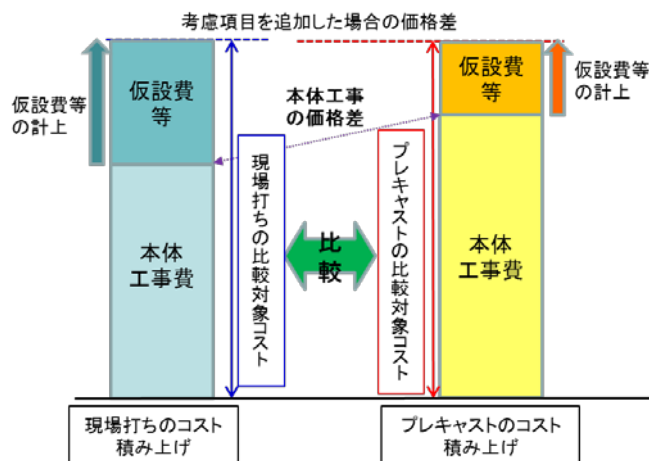 考慮項目を追加した場合の価格差
仮設費等
の計上
仮設費
等
本体工事
の価格差
仮設費
等
仮設費等
の計上
本体
工事費
現場打ちの比較対象コスト
比
較
プレキャストの比較対象コスト
本体
工事費
現場打ちのコスト
積み上げ
プレキャストのコスト
積み上げ